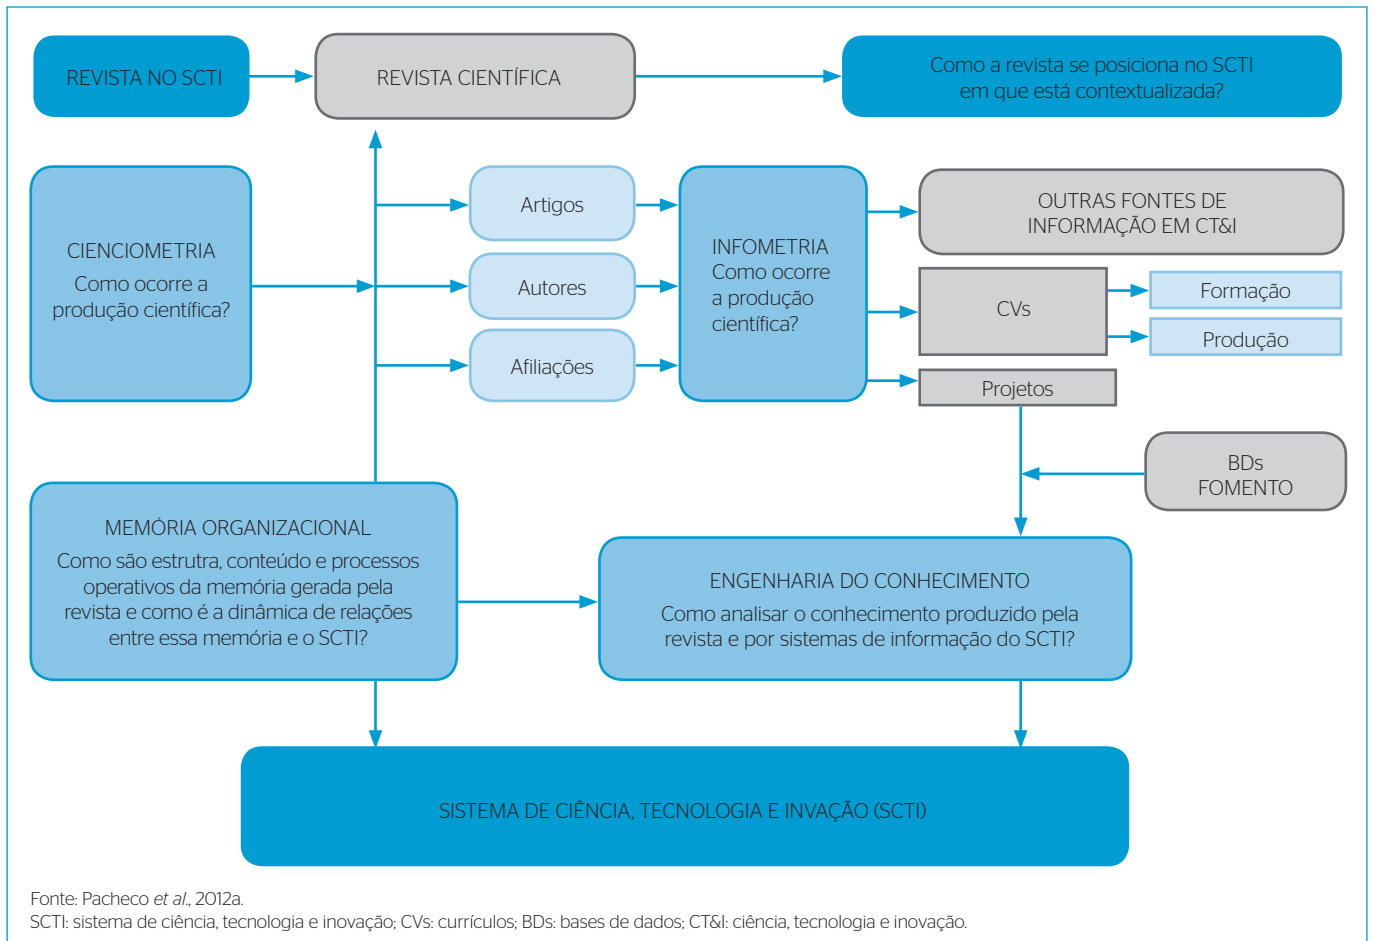 REVISTA NO SCTI
REVISTA CIENTÍFICA
Como a revista se posiciona no SCTI
em que está contextualizada?
CIENCIOMETRIA
Como ocorre a
produção científica?
Artigos
Autores
Afiliações
INFOMETRIA
Como ocorre
a produção
científica?
OUTRAS FONTES DE
INFORMAÇÃO EM CT&I
CVs
Formação
Produção
Projetos
BDs
FOMENTO
MEMÓRIA ORGANIZACIONAL
Como são estrutra, conteúdo e processos
operativos da memória gerada pela
revista e como é a dinâmica de relações
entre essa memória e o SCTI?
ENGENHARIA DO CONHECIMENTO
Como analisar o conhecimento produzido pela
revista e por sistemas de informação do SCTI?
SISTEMA DE CIÊNCIA, TECNOLOGIA E INVAÇÃO (SCTI)
Fonte: Pacheco et al., 2012a.
SCTI: sistema de ciência, tecnologia e inovação; CVs: currículos; BDs: bases de dados; CT&I: ciência, tecnologia e inovação.